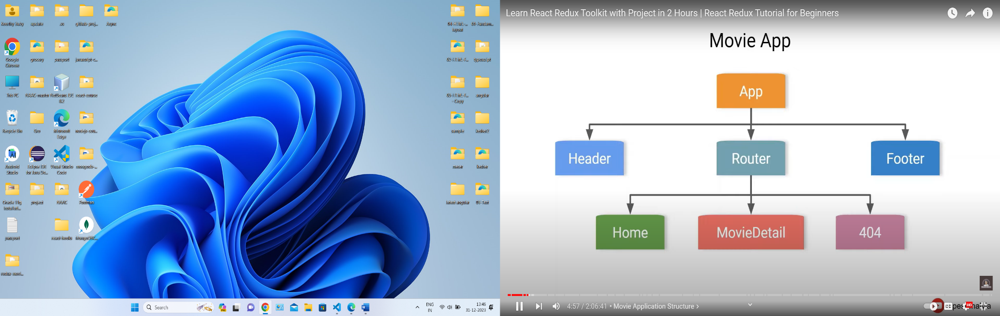 Keerthy Baby
update
.vs
github-proj...
Async
Google
Chrome
grocery
passport
javascript-c...
This PC
NAAC-master
NetBeans IDE
8.2
react-course
Recycle Bin
Gro
Microsoft
Edge
nodejs-cou...
Android
Studio
Eclipse IDE
for Java De...
Visual Studio
Code
mongodb-...
Oracle 11g
Installati...
project
NAAC
Postman
passport
react-hooks
MongoDBC...
redux-movi...
04-HTML-...
layout
01-Fundam...
02-HTML-F...
typescript
03-HTML-F...
- Copy
angular
sample
kesher2
meser
kesher
latest angular
01-Test
Search
PRE
ENG
IN
13:46
31-12-2023
Learn React Redux Toolkit with Project in 2 Hours | React Redux Tutorial for Beginners
Movie App
App
Header
Router
Footer
Home
MovieDetail
404
4:57 / 2:06:41 • Movie Application Structure
HD